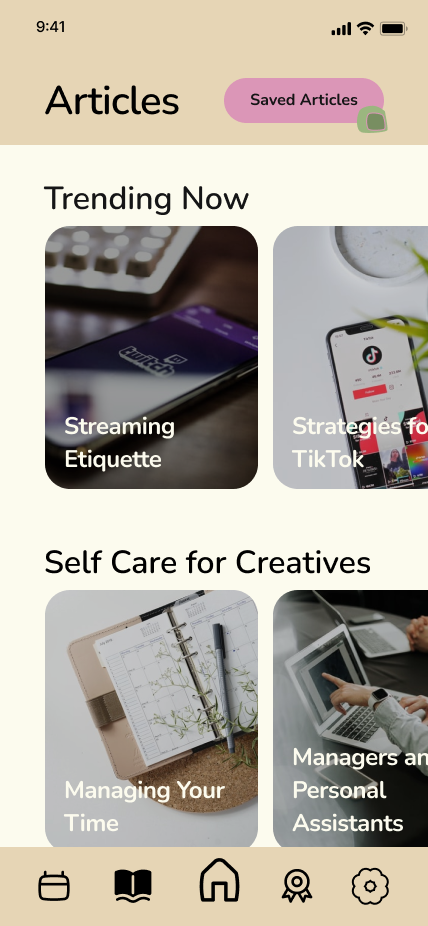 9:41
Articles
Saved Articles
Trending Now
twitch
Streaming
Etiquette
TikTok
Strategies fo
TikTok
Self Care for Creatives
Managing Your
Time
Managers an
Personal
Assistants